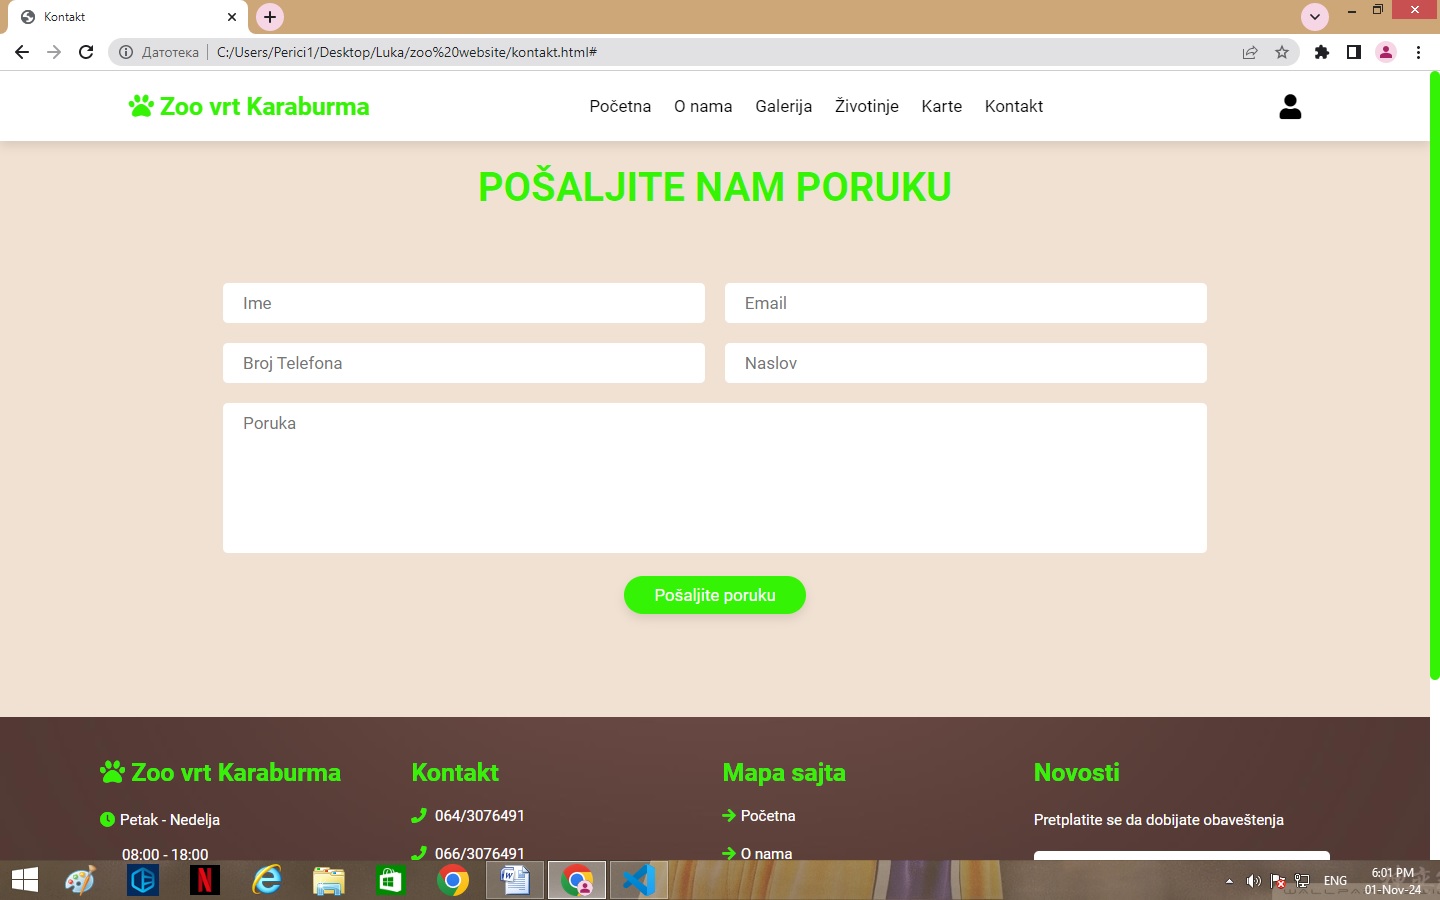 Kontakt
Датотека
C:/Users/Perici1/Desktop/Luka/zoo%20website/kontakt.html#
Zoo vrt Karaburma
Početna O nama Galerija Životinje Karte Kontakt
POŠALJITE NAM PORUKU
Ime
Email
Broj Telefona
Naslov
Poruka
Pošaljite poruku
Zoo vrt Karaburma
Petak - Nedelja
08:00 - 18:00
Kontakt
064/3076491
066/3076491
Mapa sajta
Početna
O nama
Novosti
Pretplatite se da dobijate obaveštenja
ENG
6:01 PM
01-Nov-24